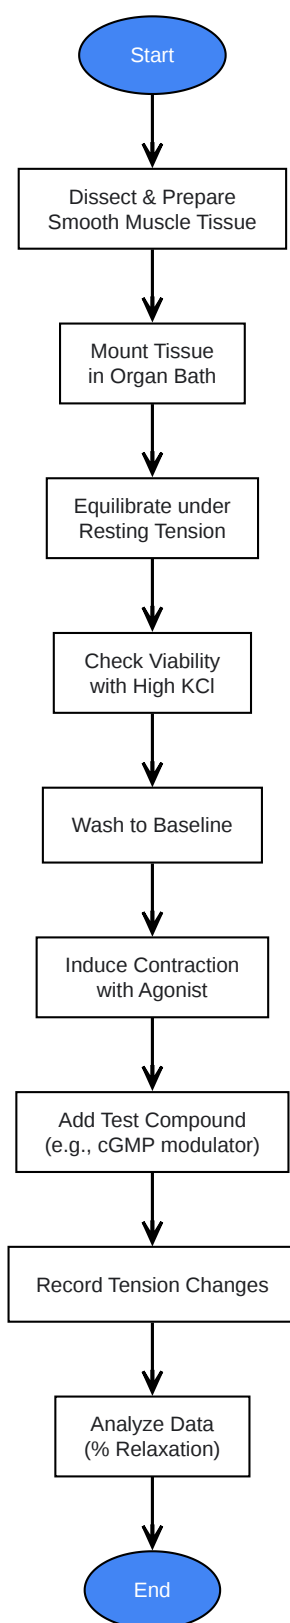 Start
Dissect & Prepare
Smooth Muscle Tissue
Mount Tissue
in Organ Bath
Equilibrate under
Resting Tension
Check Viability
with High KCl
Wash to Baseline
Induce Contraction
with Agonist
Add Test Compound
(e.g., cGMP modulator)
Record Tension Changes
Analyze Data
(% Relaxation)
End